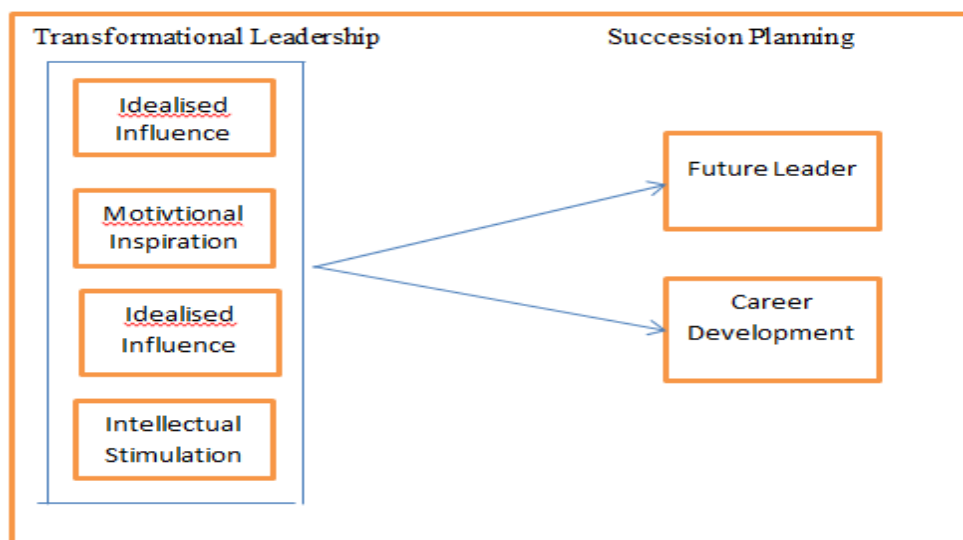 Transformational Leadership
Succession Planning
Idealised
Influence
Motivtional
Inspiration
Idealised
Influence
Intellectual
Stimulation
Future Leader
Career
Development